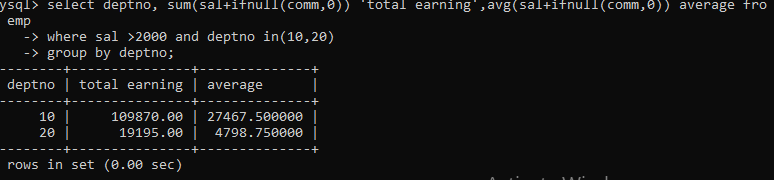 ysql> select deptno, sum(sal+ifnull(comm,0)) 'total earning',avg(sal+ifnull(comm,0)) average fro
emp
    -> where sal >2000 and deptno in(10,20)
    -> group by deptno;
--------+---------------+--------------+
 deptno | total earning | average      |
--------+---------------+--------------+
     10 |     109870.00 | 27467.500000 |
     20 |      19195.00 |  4798.750000 |
--------+---------------+--------------+
 rows in set (0.00 sec)